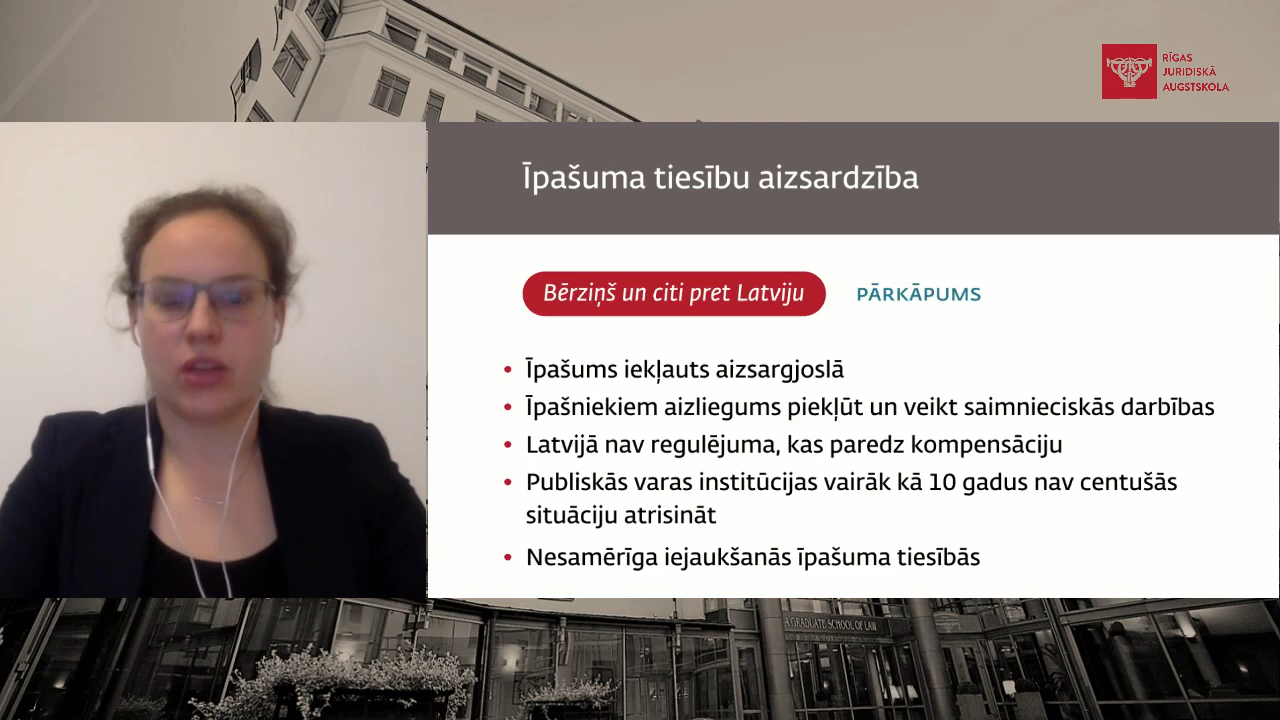 RĪGAS
JURIDISKĀ
AUGSTSKOLA
Īpašuma tiesību aizsardzība
Bērziņš un citi pret Latviju
PĀRKĀPUMS
• Īpašums iekļauts aizsargjoslā
• Īpašniekiem aizliegums piekļūt un veikt saimnieciskās darbības
• Latvijā nav regulējuma, kas paredz kompensāciju
• Publiskās varas institūcijas vairāk kā 10 gadus nav centušās
situāciju atrisināt
• Nesamērīga iejaukšanās īpašuma tiesībās
A GRADUATE SCHOOL OF LAW